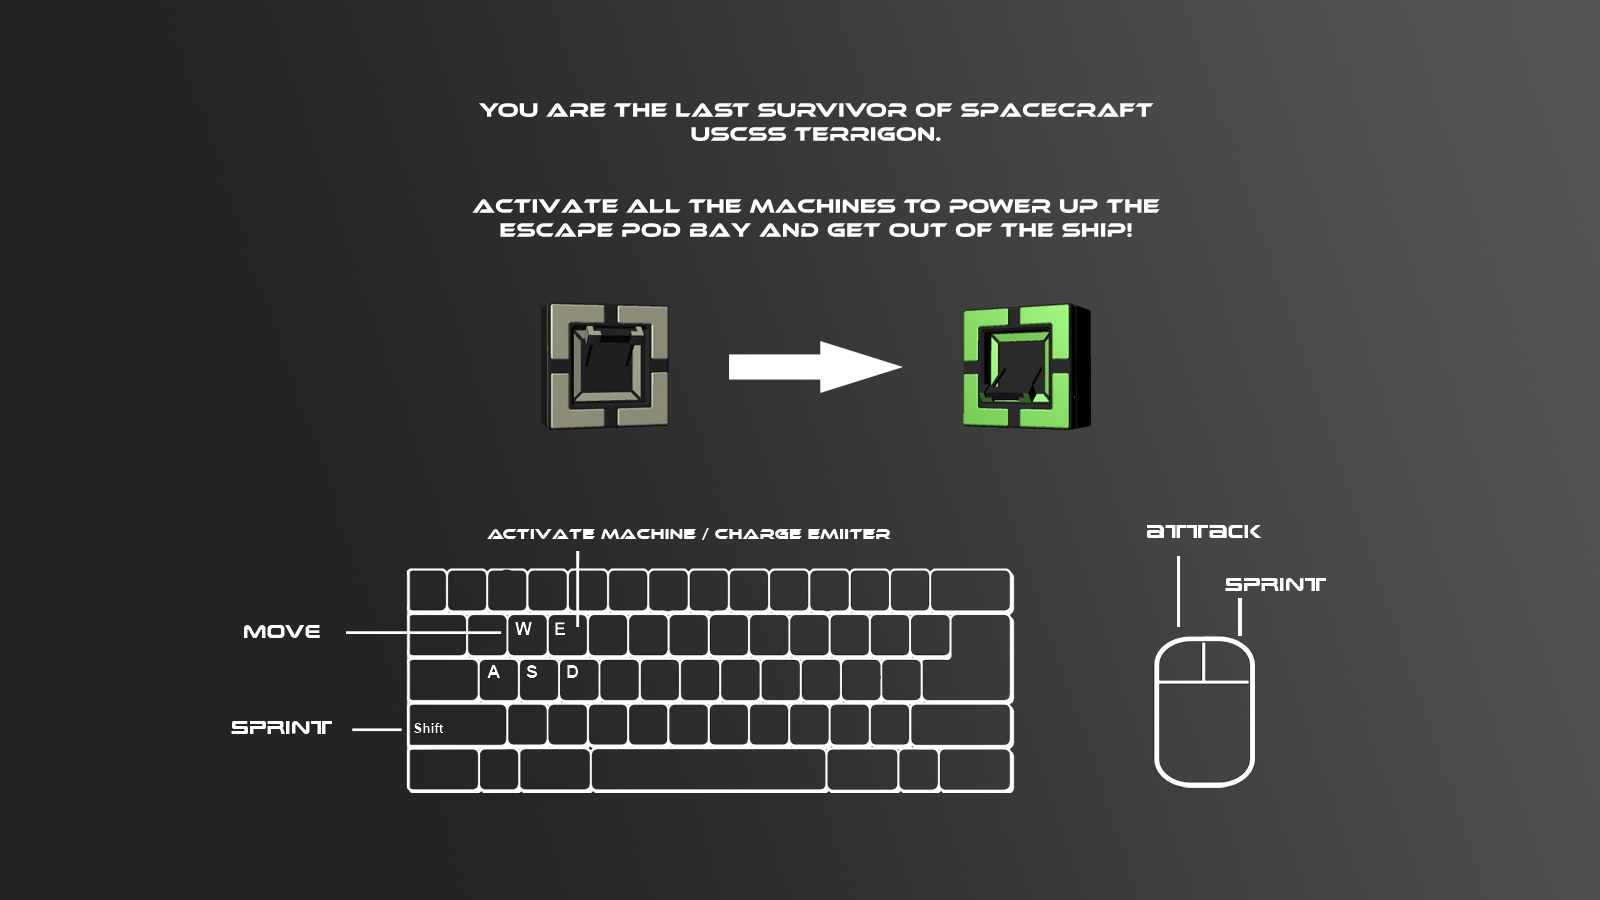 YOU ARE THE LAST SURVIVOR OF SPACECRAFT
USCSS TERRIGON.
ACTIVATE ALL THE MACHINES TO POWER UP THE
ESCAPE POD BAY AND GET OUT OF THE SHIP!
ACTIVATE MACHINE / CHARGE EMIITER
ATTACK
SPRINT
MOVE
W E
A S D
SPRINT
Shift